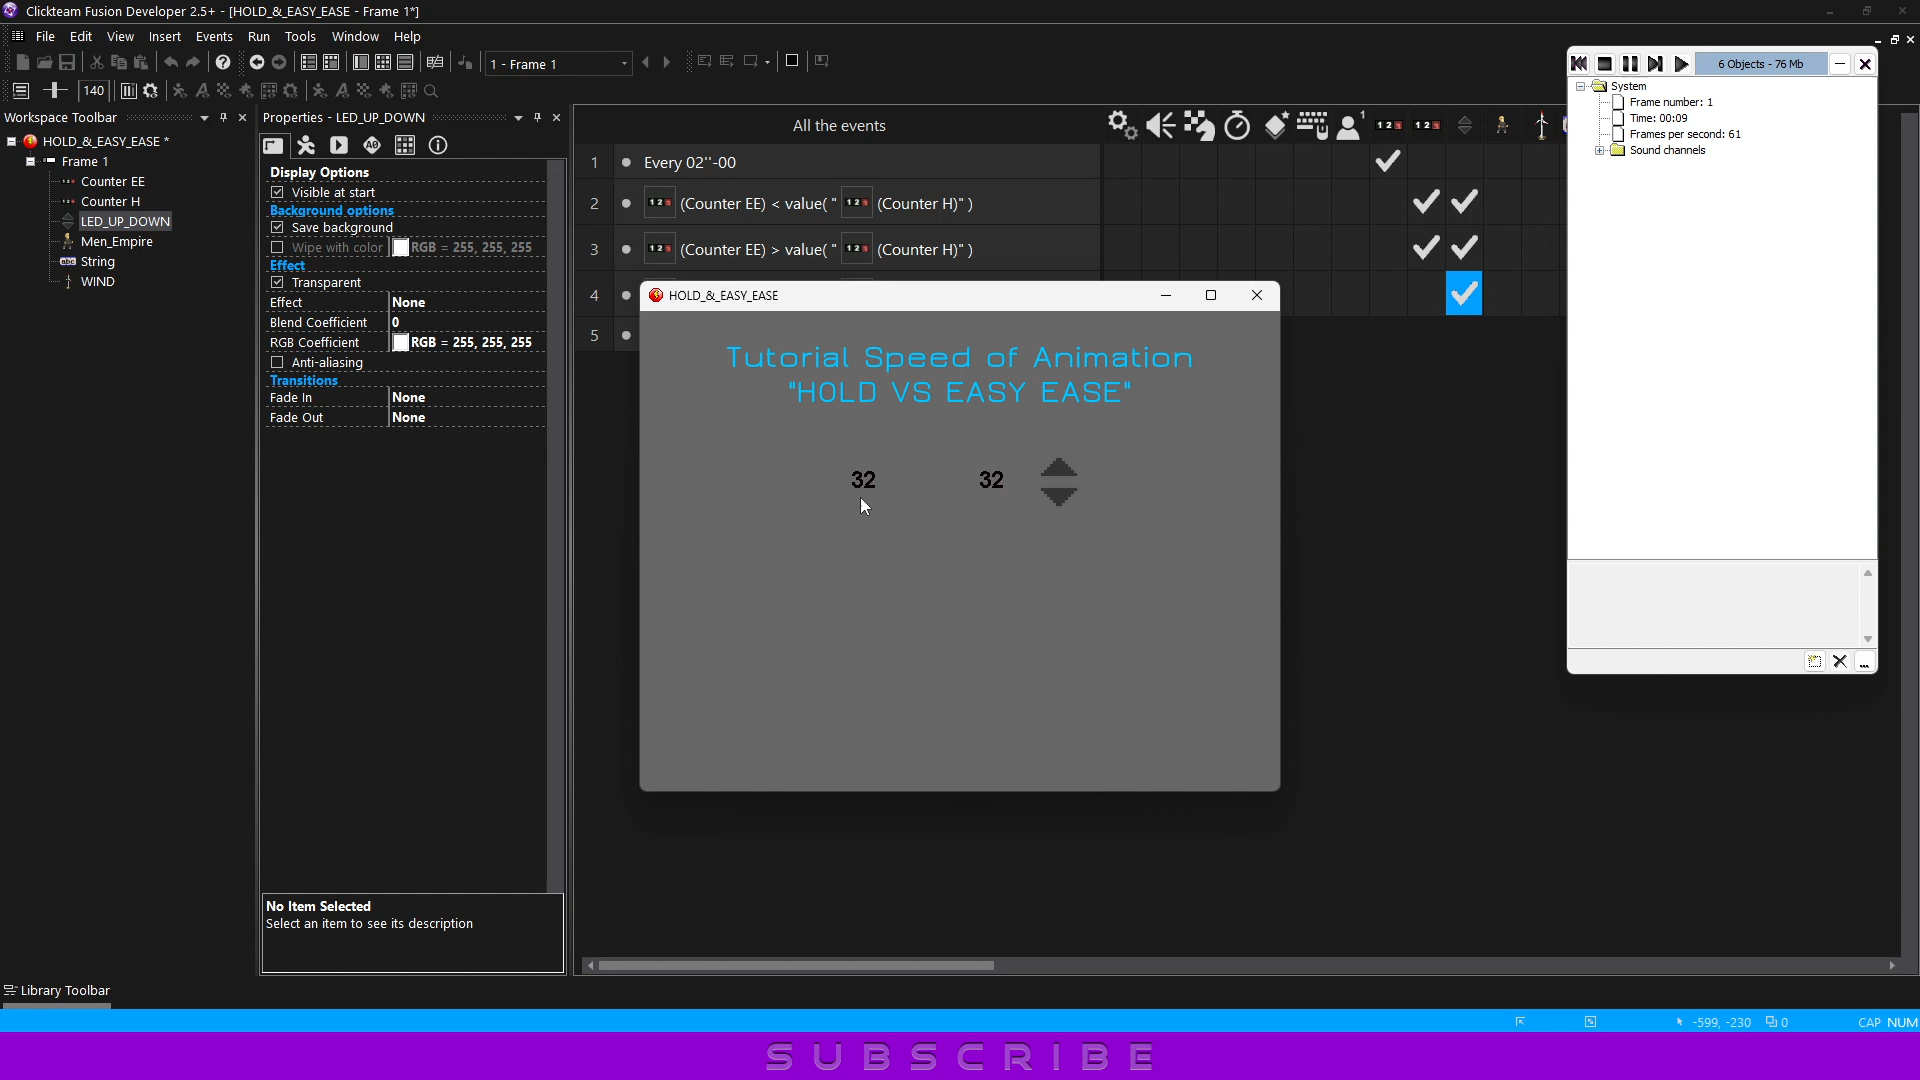 Clickteam Fusion Developer 2.5+ - [HOLD_&_EASY_EASE - Frame 1*]
File Edit View Insert Events Run Tools Window Help
1 - Frame 1
140
Workspace Toolbar
HOLD_&_EASY_EASE *
Frame 1
Counter EE
Counter H
LED_UP_DOWN
Men_Empire
String
WIND
Properties - LED_UP_DOWN
Display Options
Visible at start
Background options
Save background
Wipe with color RGB = 255, 255, 255
Effect
Transparent
Effect None
Blend Coefficient 0
RGB Coefficient RGB = 255, 255, 255
Anti-aliasing
Transitions
Fade In None
Fade Out None
No Item Selected
Select an item to see its description
All the events
1 Every 02''-00
2 (Counter EE) < value( " (Counter H)" )
3 (Counter EE) > value( " (Counter H)" )
4
5
HOLD_&_EASY_EASE
Tutorial Speed of Animation
"HOLD VS EASY EASE"
32 32
6 Objects - 76 Mb
System
Frame number: 1
Time: 00:09
Frames per second: 61
Sound channels
Library Toolbar
-599, -230 0 CAP NUM
SUBSCRIBE